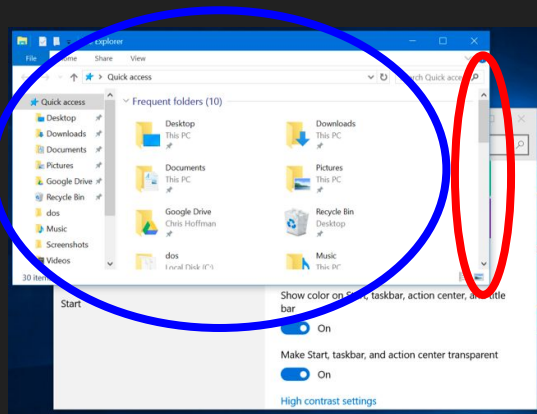 Explorer
File Home Share View
Quick access
Search Quick acce
Quick access
Desktop
Downloads
Documents
Pictures
Google Drive
Recycle Bin
dos
Music
Screenshots
Videos
Frequent folders (10)
Desktop
This PC
Downloads
This PC
Documents
This PC
Pictures
This PC
Google Drive
Chris Hoffman
Recycle Bin
Desktop
dos
Local Disk (C:)
Music
This PC
30 item
Start
Show color on Start, taskbar, action center, and title
bar
On
Make Start, taskbar, and action center transparent
On
High contrast settings